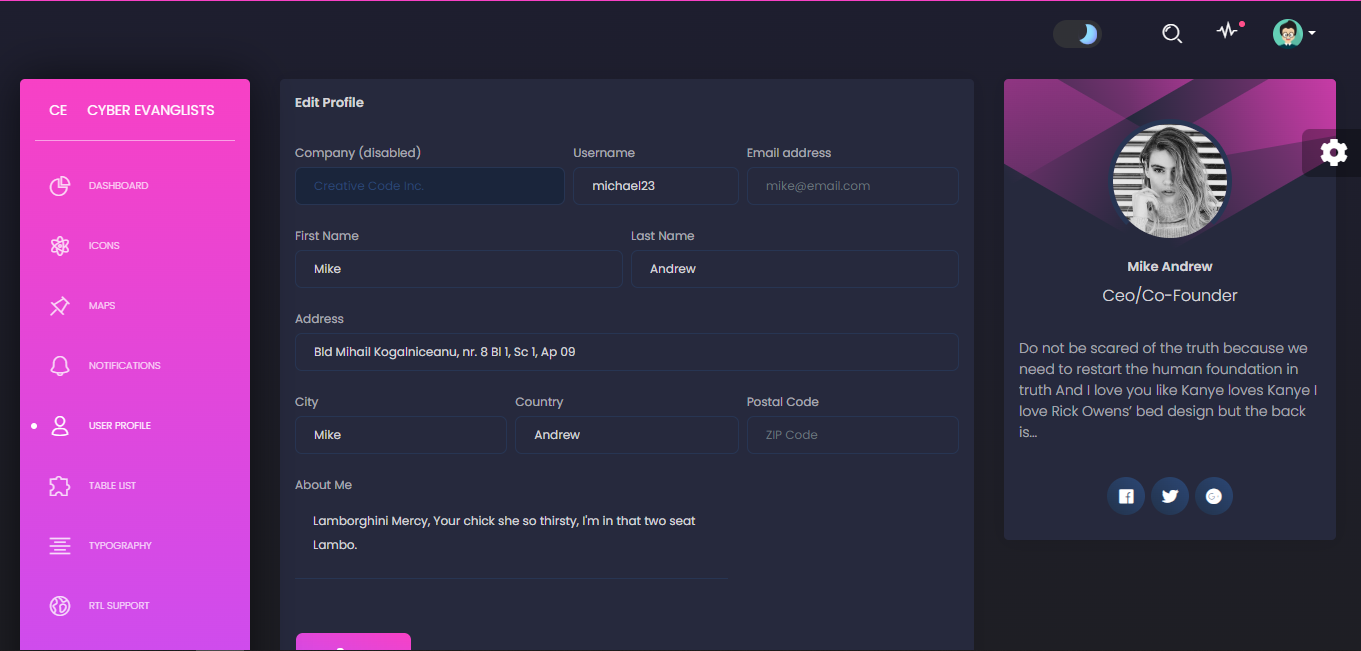 CE CYBER EVANGLISTS
DASHBOARD
ICONS
MAPS
NOTIFICATIONS
USER PROFILE
TABLE LIST
TYPOGRAPHY
RTL SUPPORT
Edit Profile
Company (disabled) Username Email address
Creative Code Inc. michael23 mike@email.com
First Name Last Name
Mike Andrew
Address
Bld Mihail Kogalniceanu, nr. 8 Bl 1, Sc 1, Ap 09
City Country Postal Code
Mike Andrew ZIP Code
About Me
Lamborghini Mercy, Your chick she so thirsty, I'm in that two seat
Lambo.
Mike Andrew
Ceo/Co-Founder
Do not be scared of the truth because we
need to restart the human foundation in
truth And I love you like Kanye loves Kanye I
love Rick Owens’ bed design but the back
is...